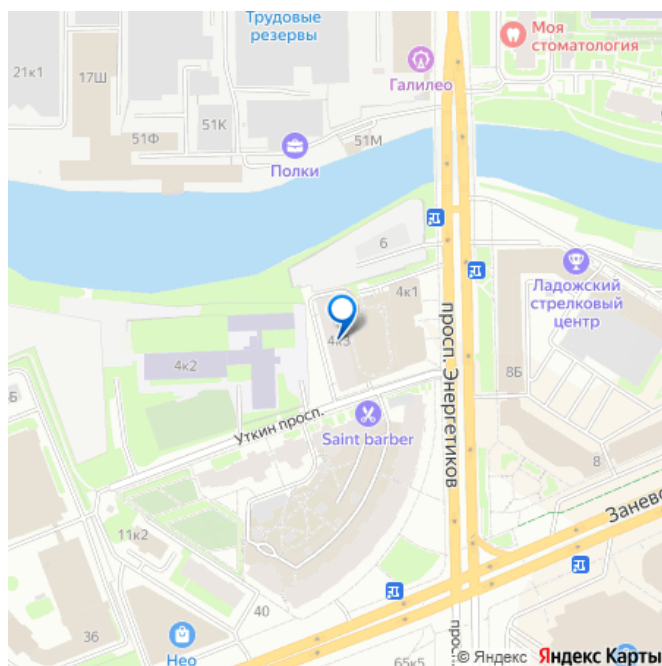 Трудовые
резервы
Моя
стоматология
21к1
17Ш
Галилео
51К
51Ф
51М
Полки
6
Ладожский
стрелковый
центр
4к1
4к3
просп. Энергетиков
4к2
8Б
Б
Уткин просп.
Saint barber
8
Заневс
11к2
40
36
Нео
65к5
прос
© Яндекс Яндекс Карты